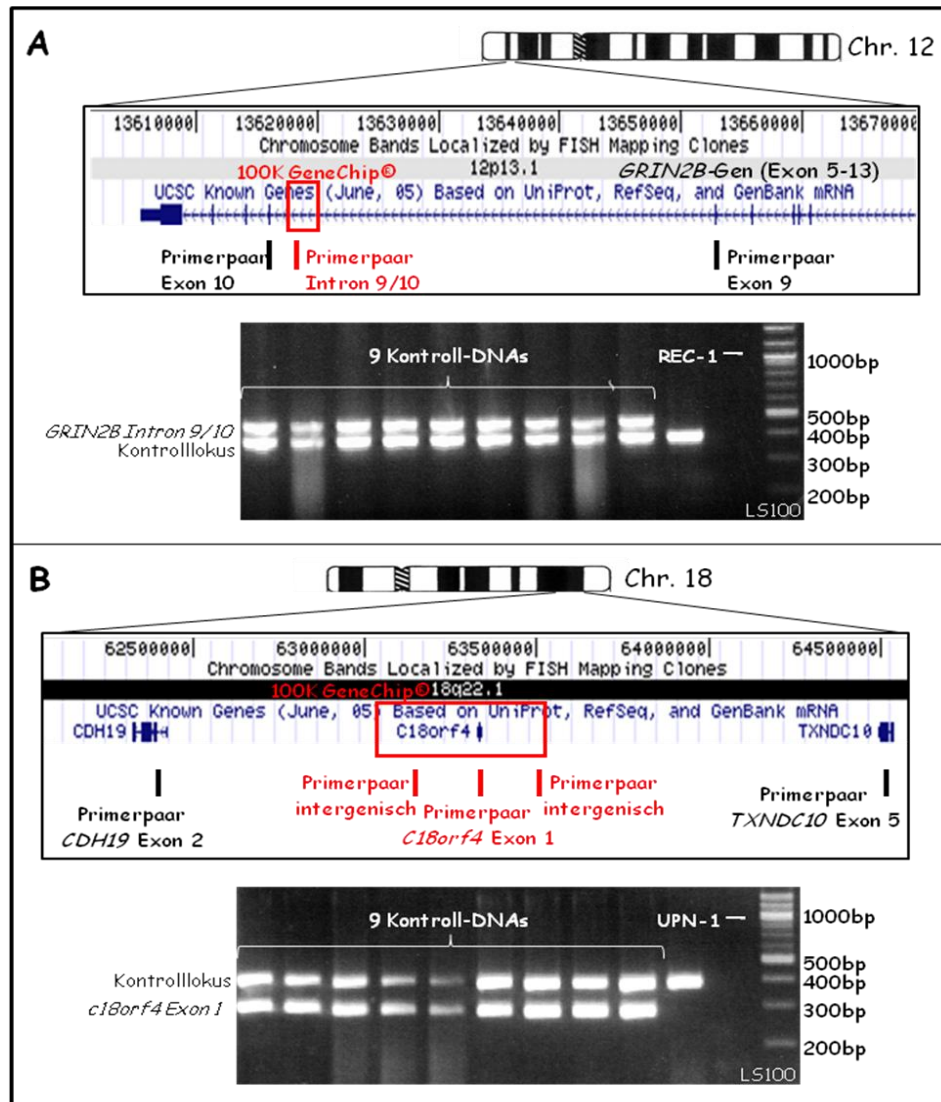 A
Chr. 12
13610000| 13620000| 13630000| 13640000| 13650000| 13660000| 13670000
Chromosome Bands Localized by FISH Mapping Clones
12p13.1
100K GeneChip® GRIN2B-Gen (Exon 5-13)
UCSC Known Genes (June, 05) Based on UniProt, RefSeq, and GenBank mRNA
Primerpaar Primerpaar Primerpaar
Exon 10 Intron 9/10 Exon 9
9 Kontroll-DNAs REC-1
1000bp
500bp
GRIN2B Intron 9/10 400bp
Kontrolllokus
300bp
200bp
LS100
B
Chr. 18
62500000| 63000000| 63500000| 64000000| 64500000|
Chromosome Bands Localized by FISH Mapping Clones
100K GeneChip® 18q22.1
UCSC Known Genes (June, 05) Based on UniProt, RefSeq, and GenBank mRNA
CDH19 C18orf4 TXNDC10
Primerpaar Primerpaar
intergenisch intergenisch
Primerpaar Primerpaar Primerpaar
CDH19 Exon 2 C18orf4 Exon 1 TXNDC10 Exon 5
9 Kontroll-DNAs UPN-1
1000bp
500bp
Kontrolllokus 400bp
c18orf4 Exon 1 300bp
200bp
LS100